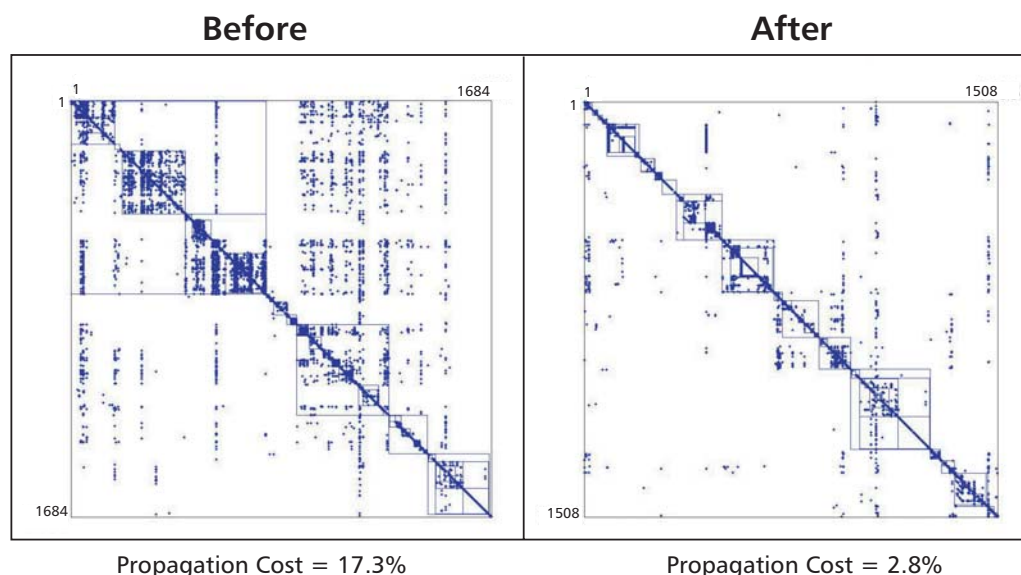 Before
After
1
1684
1
1684
1
1508
1
1508
Propagation Cost = 17.3%
Propagation Cost = 2.8%